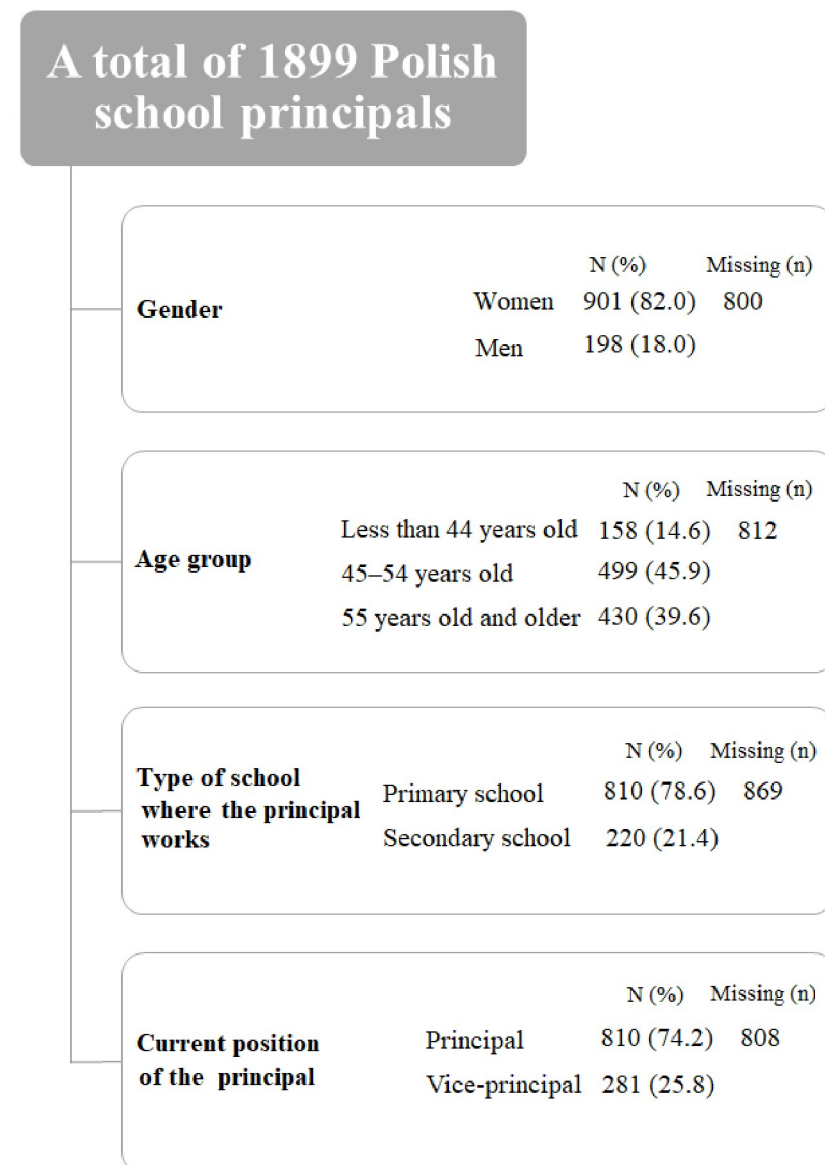 A total of 1899 Polish
school principals
N (%) Missing (n)
Gender
Women 901 (82.0) 800
Men 198 (18.0)
N (%) Missing (n)
Less than 44 years old 158 (14.6) 812
Age group
45–54 years old 499 (45.9)
55 years old and older 430 (39.6)
N (%) Missing (n)
Type of school
where the principal
works
Primary school 810 (78.6) 869
Secondary school 220 (21.4)
N (%) Missing (n)
Current position
of the principal
Principal 810 (74.2) 808
Vice-principal 281 (25.8)